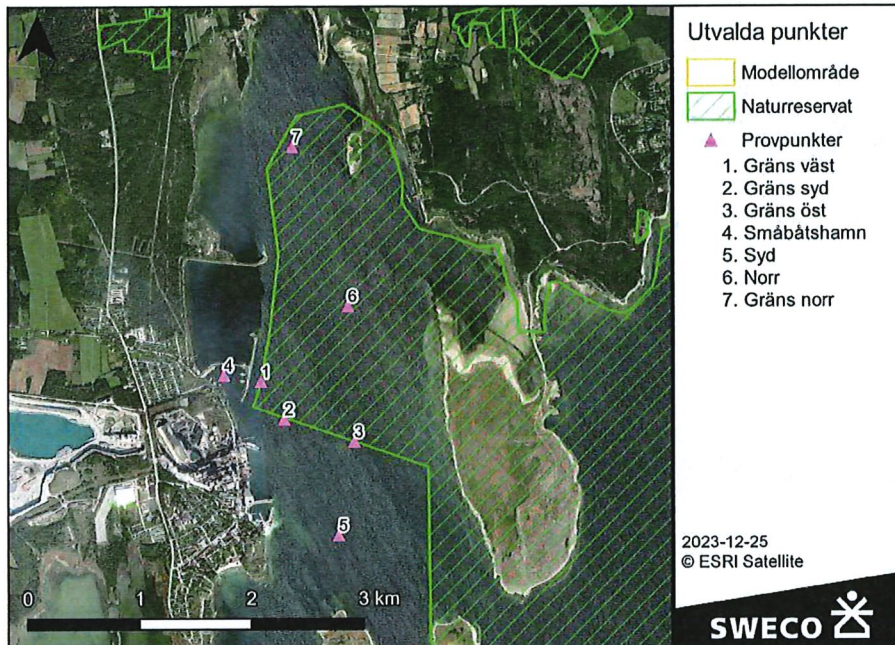 7
6
4
1
2
3
5
0 1 2 3 km
Utvalda punkter
Modellområde
Naturreservat
Provpunkter
1. Gräns väst
2. Gräns syd
3. Gräns öst
4. Småbåtshamn
5. Syd
6. Norr
7. Gräns norr
2023-12-25
© ESRI Satellite
SWECO